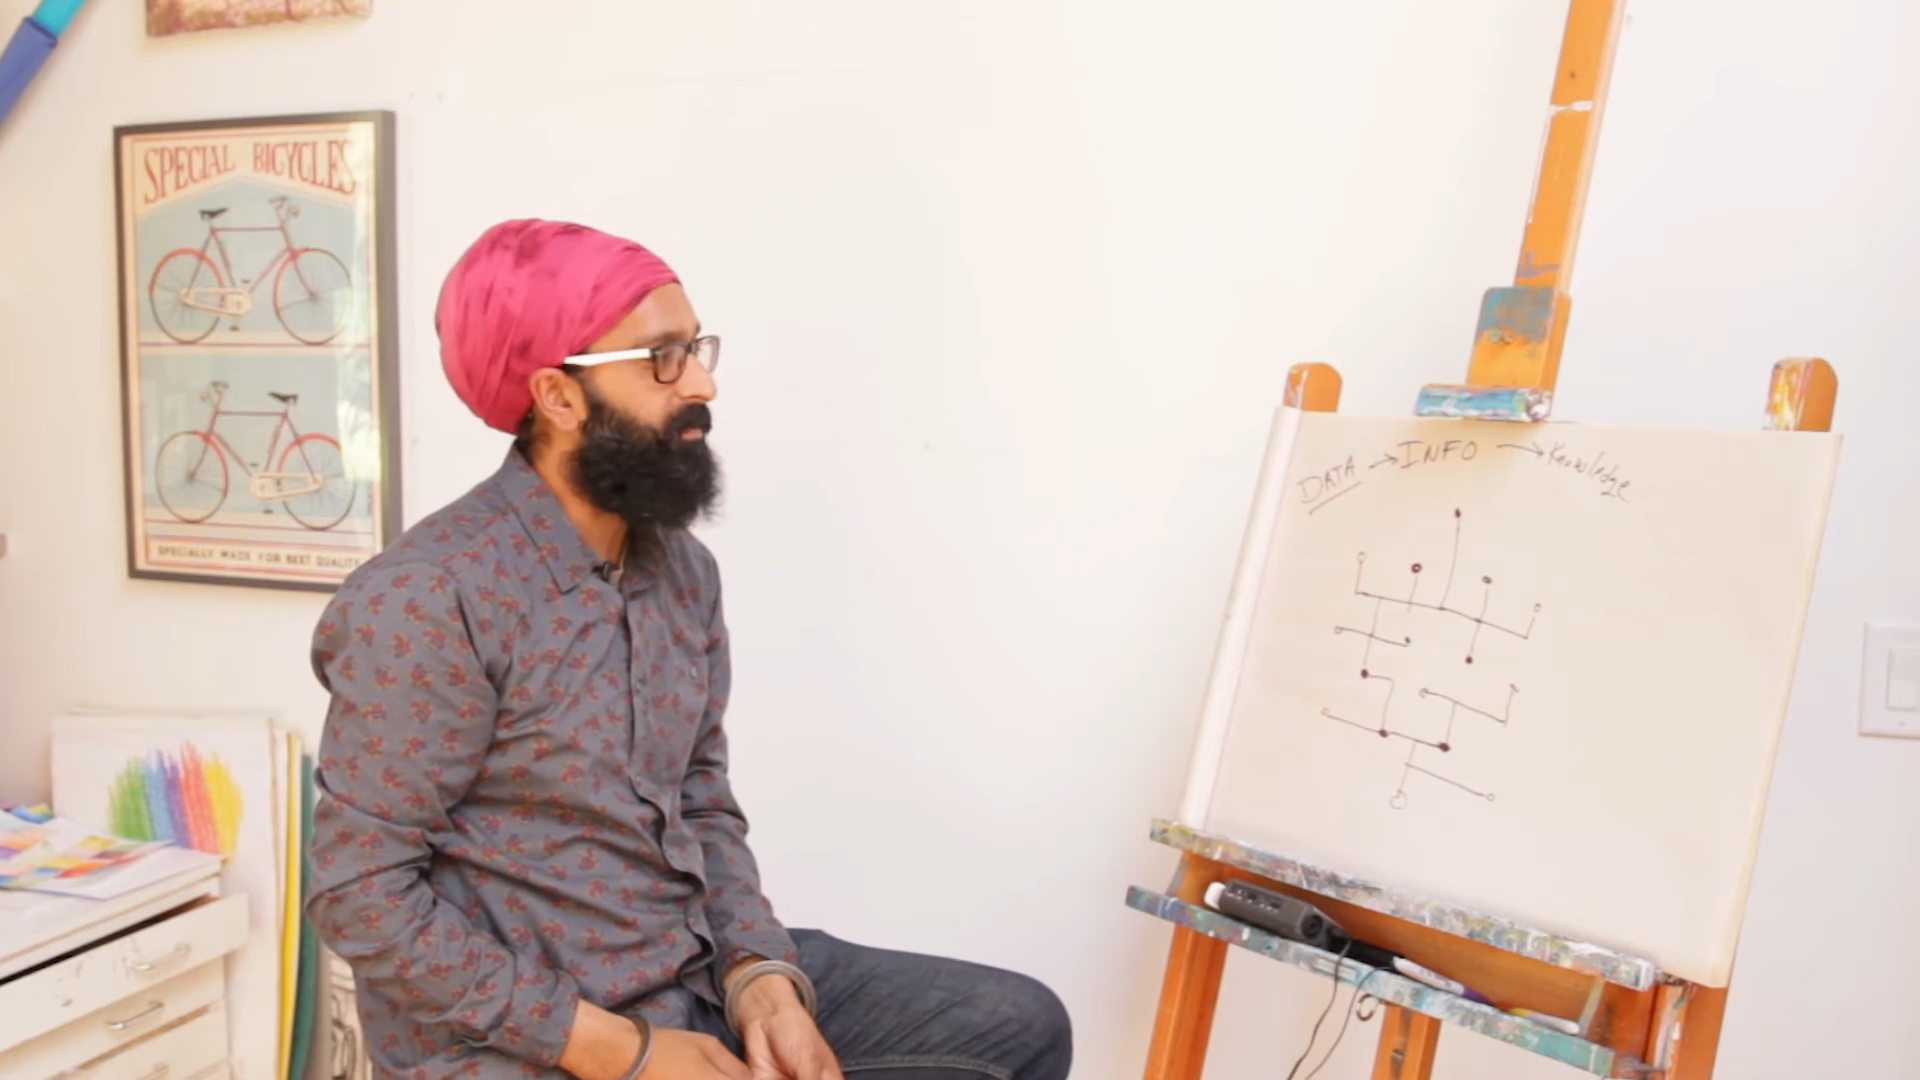 SPECIAL BICYCLES
SPECIALLY MADE FOR BEST QUALITY
DATA → INFO → Knowledge